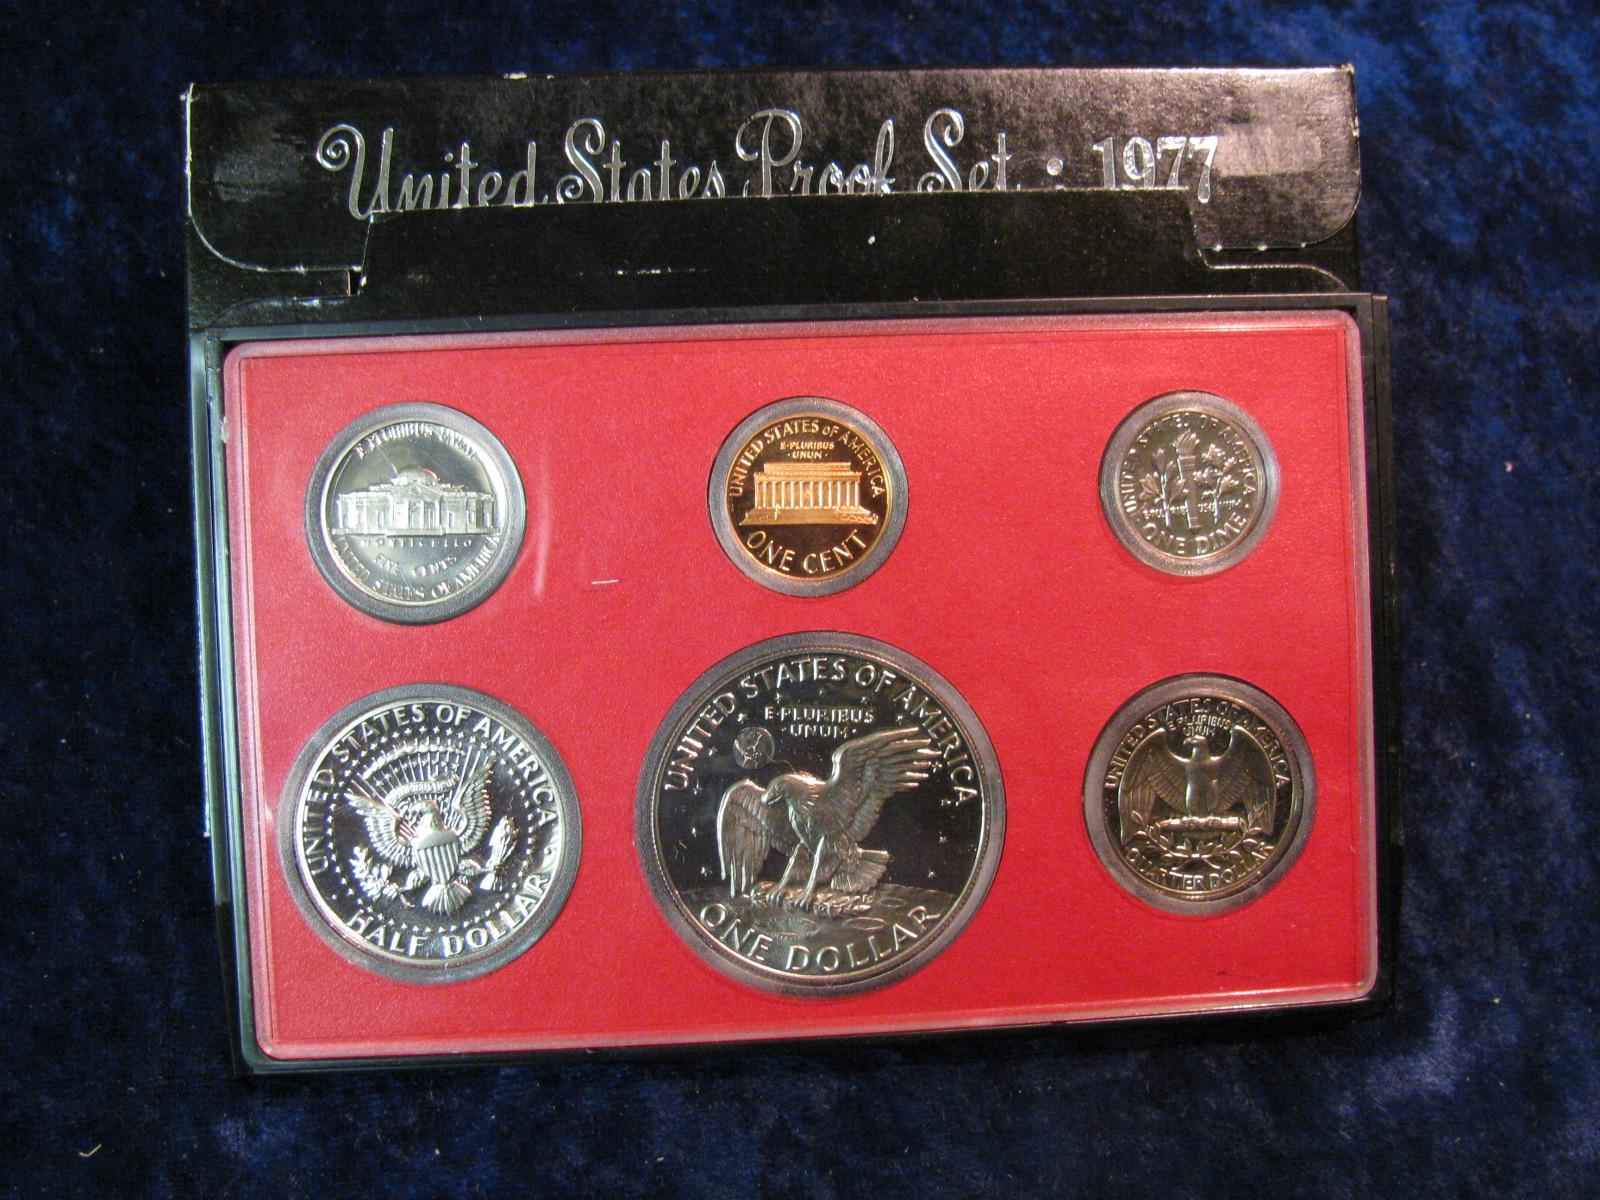 United States Proof Set · 1977
E·PLURIBUS·UNUM
MONTICELLO
FIVE CENTS
UNITED STATES OF AMERICA
UNITED STATES OF AMERICA
E·PLURIBUS
·UNUM·
ONE CENT
UNITED STATES OF AMERICA
E PLURIBUS UNUM
·ONE DIME·
UNITED STATES OF AMERICA
HALF DOLLAR
UNITED STATES OF AMERICA
E·PLURIBUS
·UNUM·
ONE DOLLAR
UNITED STATES OF AMERICA
E·PLURIBUS
UNUM
QUARTER DOLLAR